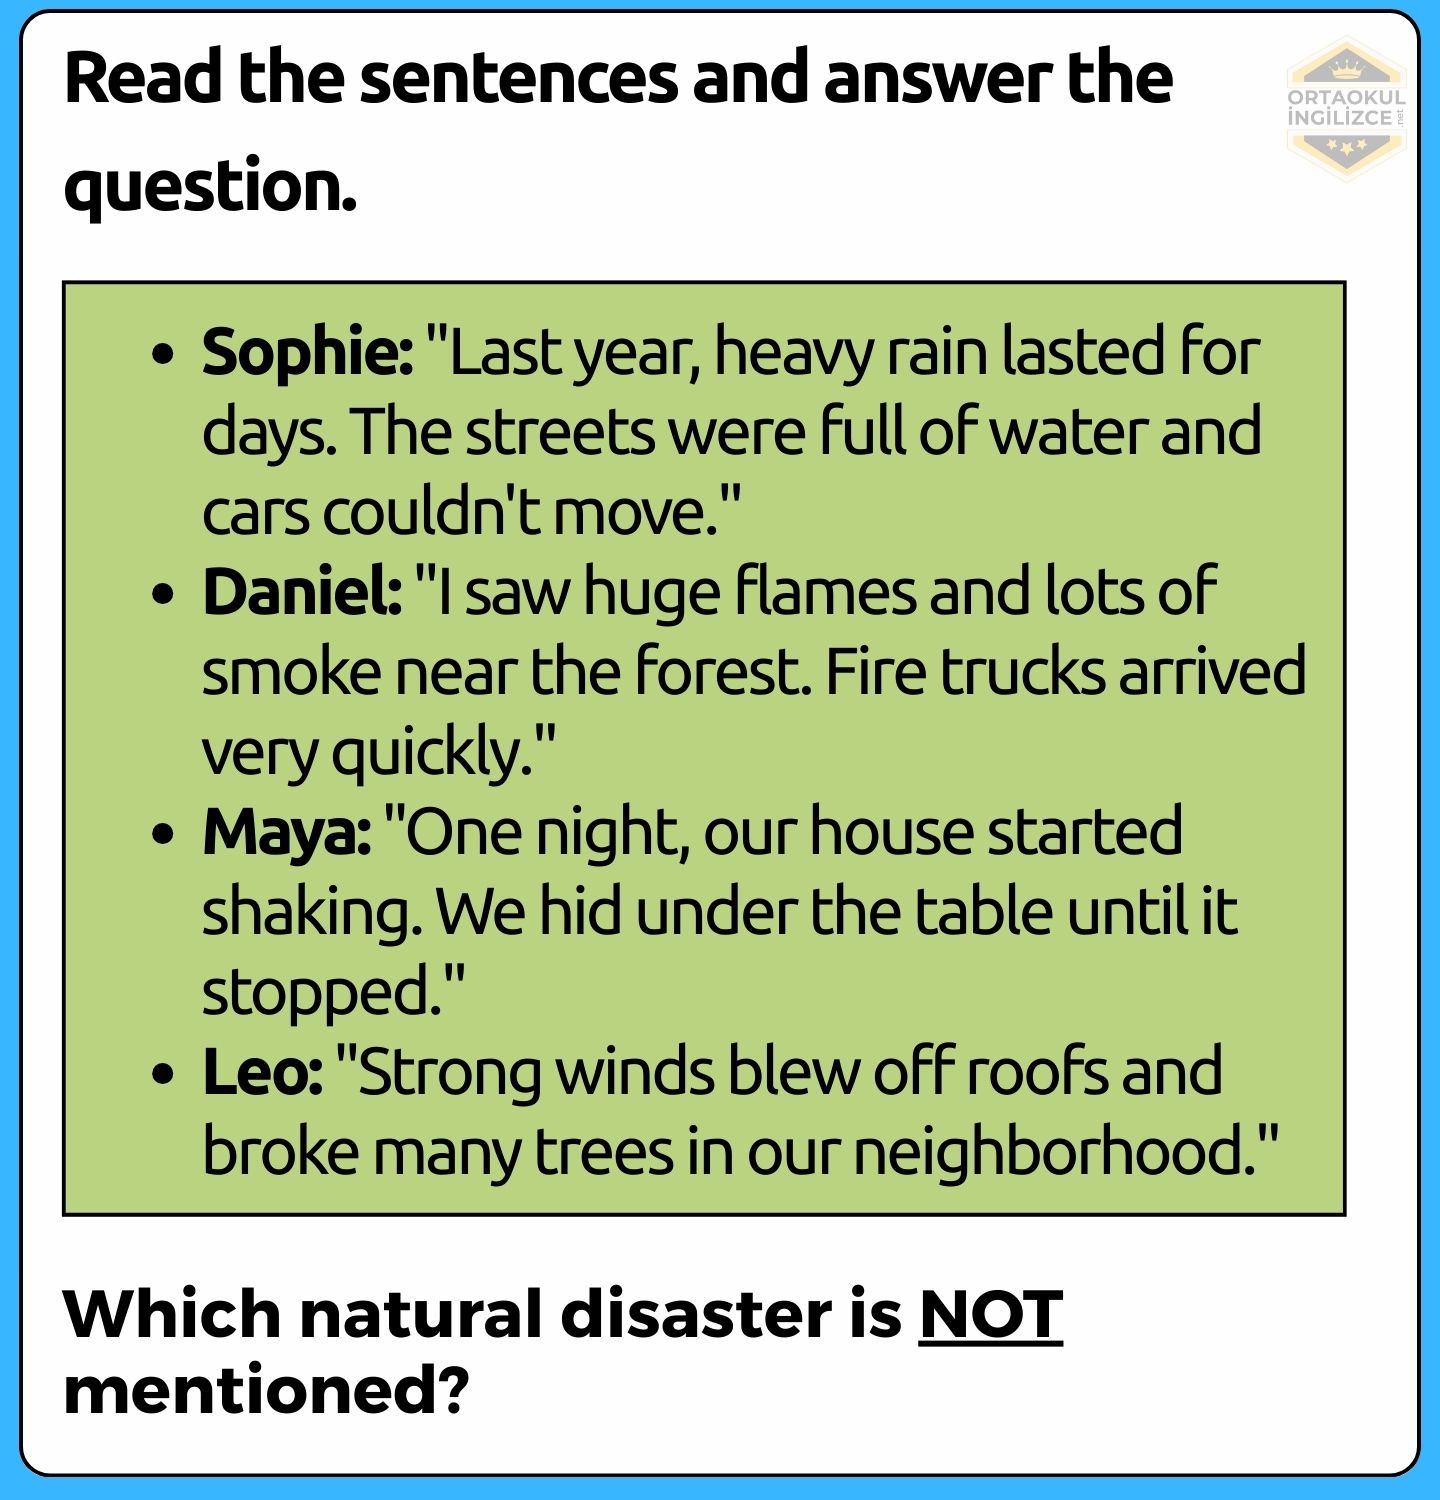 Read the sentences and answer the
question.
ORTAOKUL
İNGİLİZCE
.net
• Sophie: "Last year, heavy rain lasted for
days. The streets were full of water and
cars couldn't move."
• Daniel: "I saw huge flames and lots of
smoke near the forest. Fire trucks arrived
very quickly."
• Maya: "One night, our house started
shaking. We hid under the table until it
stopped."
• Leo: "Strong winds blew off roofs and
broke many trees in our neighborhood."
Which natural disaster is NOT
mentioned?